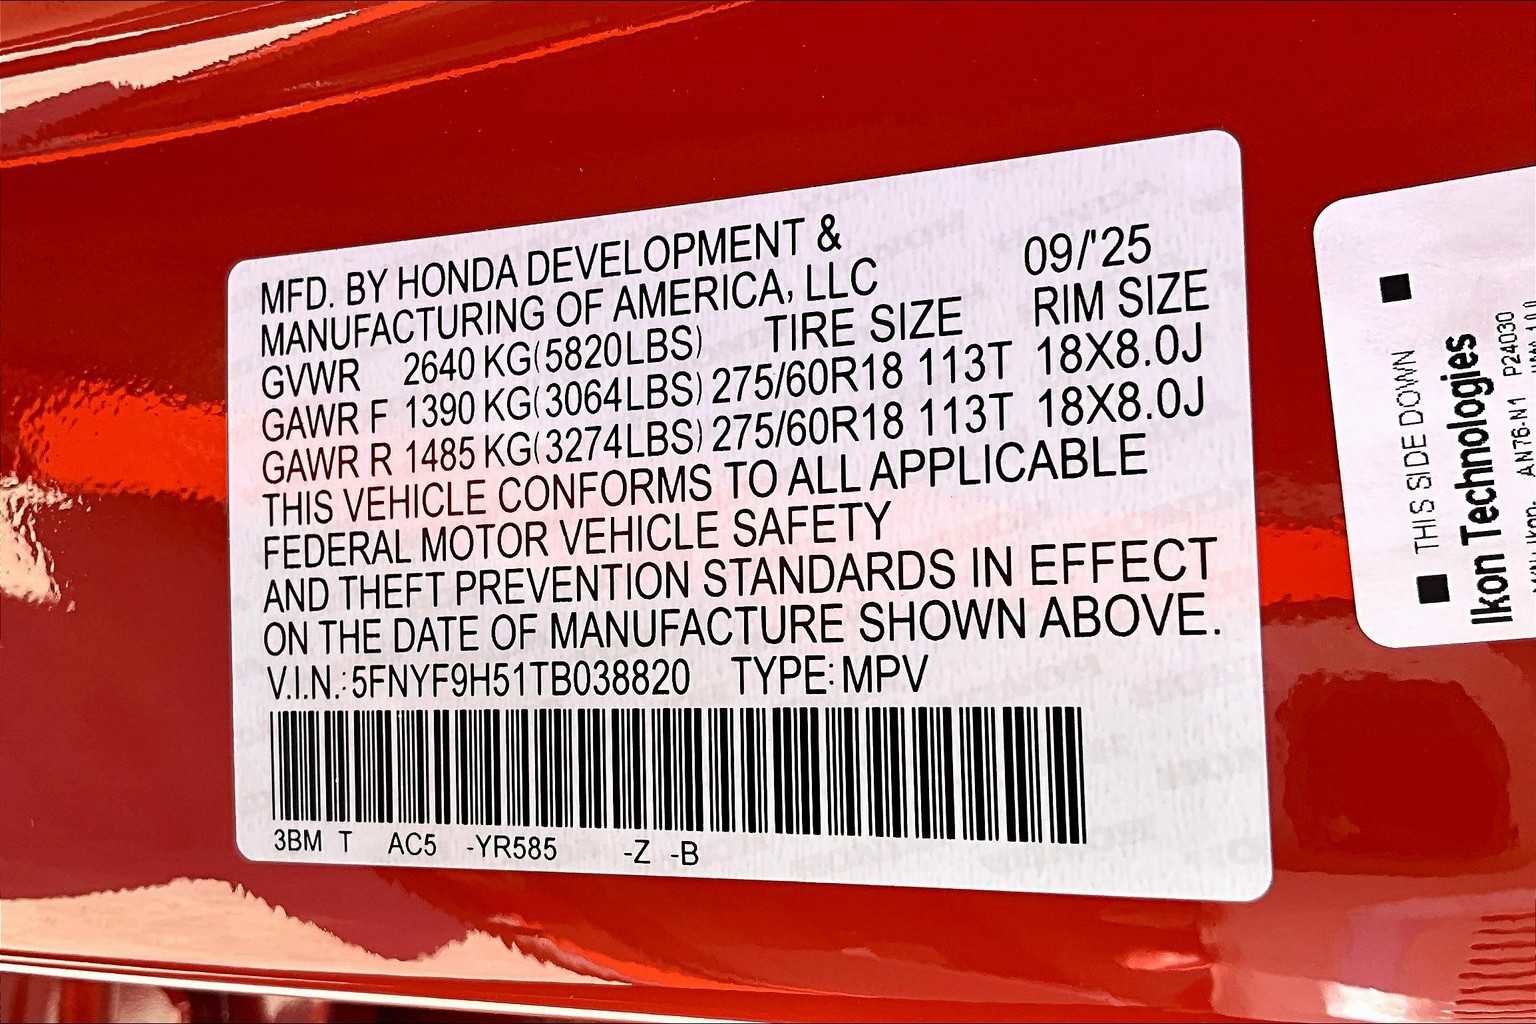 MFD. BY HONDA DEVELOPMENT &
MANUFACTURING OF AMERICA, LLC 09/'25
GVWR 2640 KG(5820LBS) TIRE SIZE RIM SIZE
GAWR F 1390 KG(3064LBS) 275/60R18 113T 18X8.0J
GAWR R 1485 KG(3274LBS) 275/60R18 113T 18X8.0J
THIS VEHICLE CONFORMS TO ALL APPLICABLE
FEDERAL MOTOR VEHICLE SAFETY
AND THEFT PREVENTION STANDARDS IN EFFECT
ON THE DATE OF MANUFACTURE SHOWN ABOVE.
V.I.N.: 5FNYF9H51TB038820 TYPE: MPV
3BM T AC5 -YR585 -Z -B
■ THIS SIDE DOWN ■
Ikon Technologies
AN76-N1 P24030